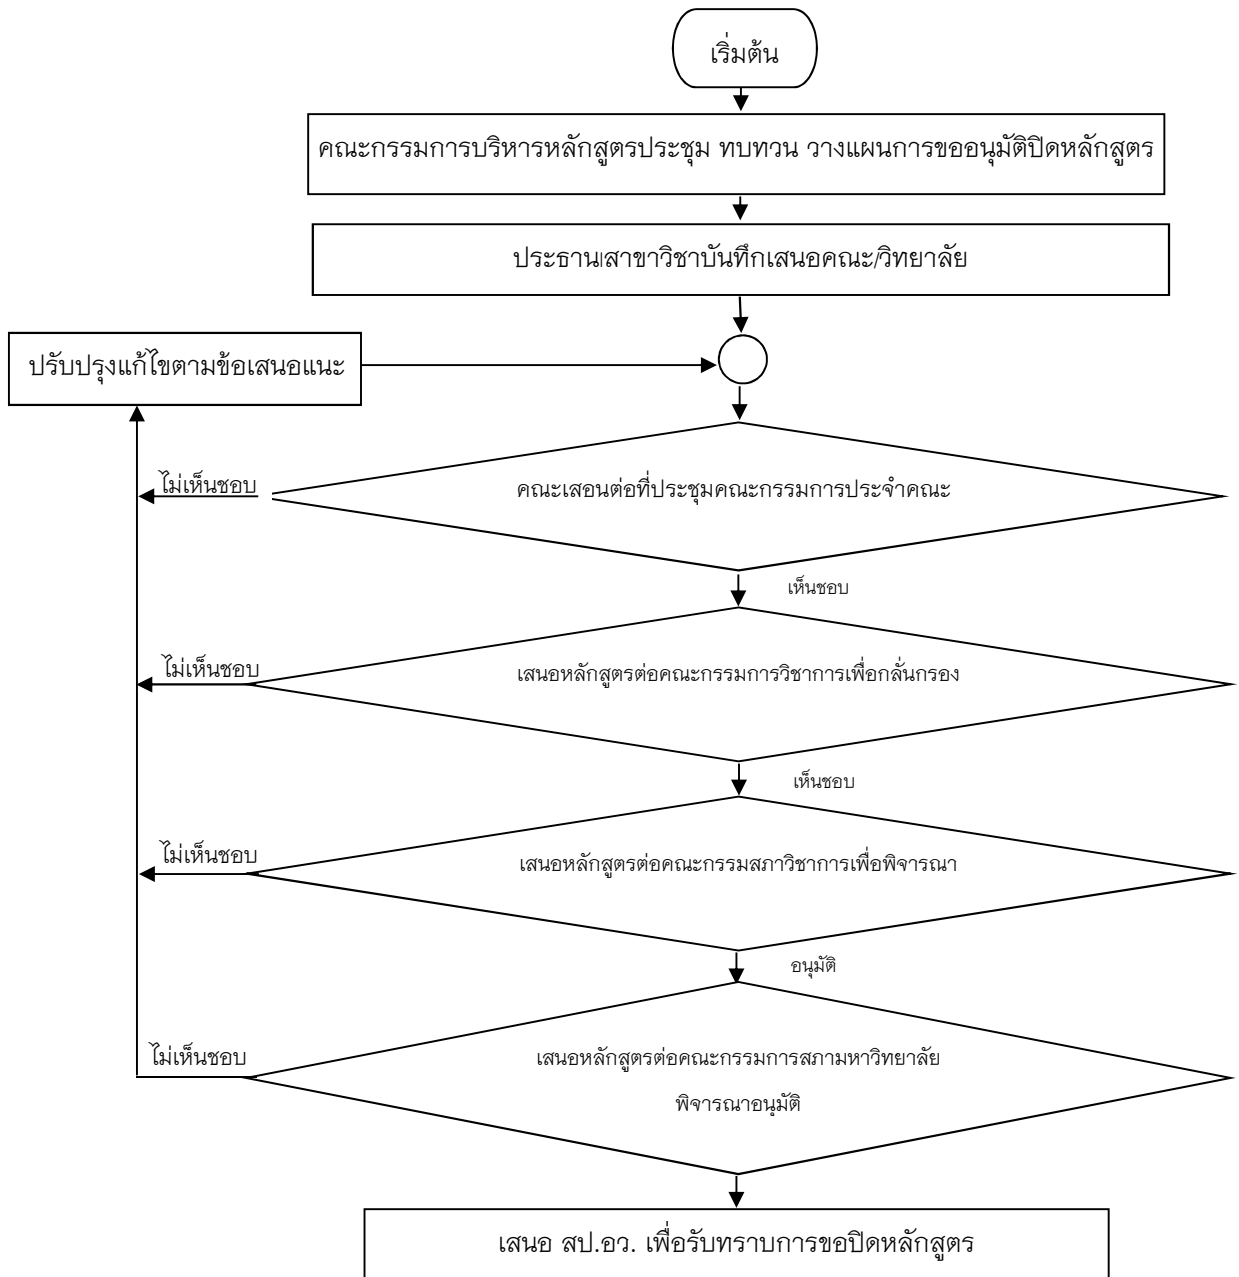 เริ่มต้น
คณะกรรมการบริหารหลักสูตรประชุม ทบทวน วางแผนการขออนุมัติปิดหลักสูตร
ประธานสาขาวิชาบันทึกเสนอคณะ/วิทยาลัย
ปรับปรุงแก้ไขตามข้อเสนอแนะ
ไม่เห็นชอบ
คณะเสอนต่อที่ประชุมคณะกรรมการประจำคณะ
เห็นชอบ
ไม่เห็นชอบ
เสนอหลักสูตรต่อคณะกรรมการวิชาการเพื่อกลั่นกรอง
เห็นชอบ
ไม่เห็นชอบ
เสนอหลักสูตรต่อคณะกรรมสภาวิชาการเพื่อพิจารณา
อนุมัติ
ไม่เห็นชอบ
เสนอหลักสูตรต่อคณะกรรมการสภามหาวิทยาลัย
พิจารณาอนุมัติ
เสนอ สป.อว. เพื่อรับทราบการขอปิดหลักสูตร